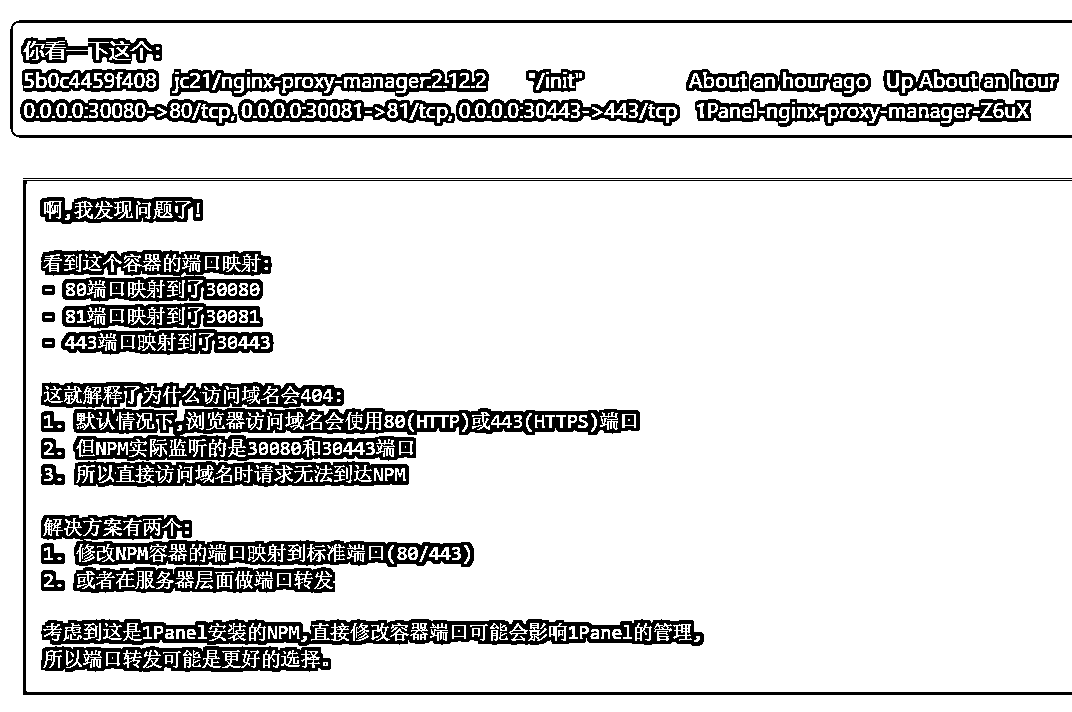 你看一下这个:
5b0c4459f408 jc21/nginx-proxy-manager:2.12.2 "/init" About an hour ago Up About an hour
0.0.0.0:30080->80/tcp, 0.0.0.0:30081->81/tcp, 0.0.0.0:30443->443/tcp 1Panel-nginx-proxy-manager-Z6uX
啊,我发现问题了!
看到这个容器的端口映射:
- 80端口映射到了30080
- 81端口映射到了30081
- 443端口映射到了30443
这就解释了为什么访问域名会404:
1. 默认情况下,浏览器访问域名会使用80(HTTP)或443(HTTPS)端口
2. 但NPM实际监听的是30080和30443端口
3. 所以直接访问域名时请求无法到达NPM
解决方案有两个:
1. 修改NPM容器的端口映射到标准端口(80/443)
2. 或者在服务器层面做端口转发
考虑到这是1Panel安装的NPM,直接修改容器端口可能会影响1Panel的管理,
所以端口转发可能是更好的选择.